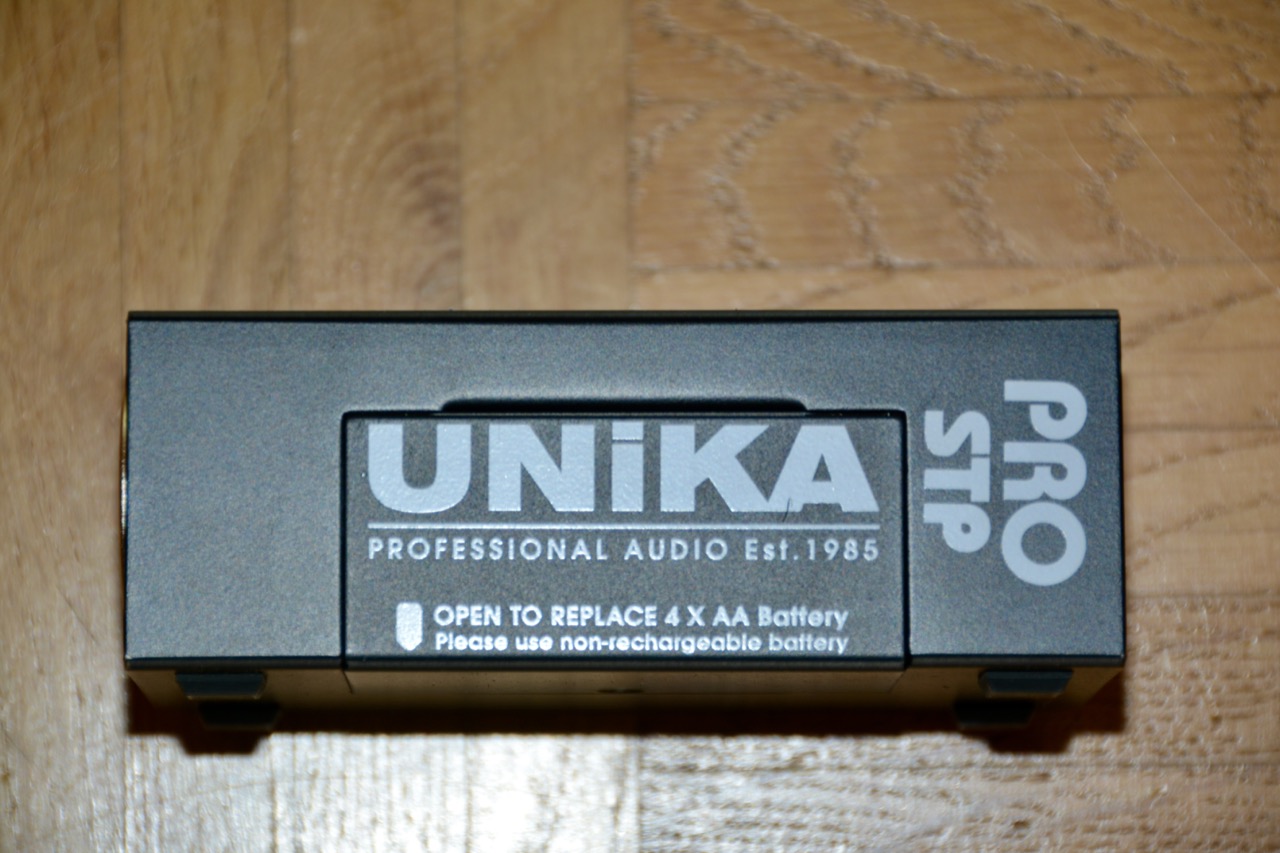 UNiKA
PROFESSIONAL AUDIO Est.1985
OPEN TO REPLACE 4 X AA Battery
Please use non-rechargeable battery
PRO
STP